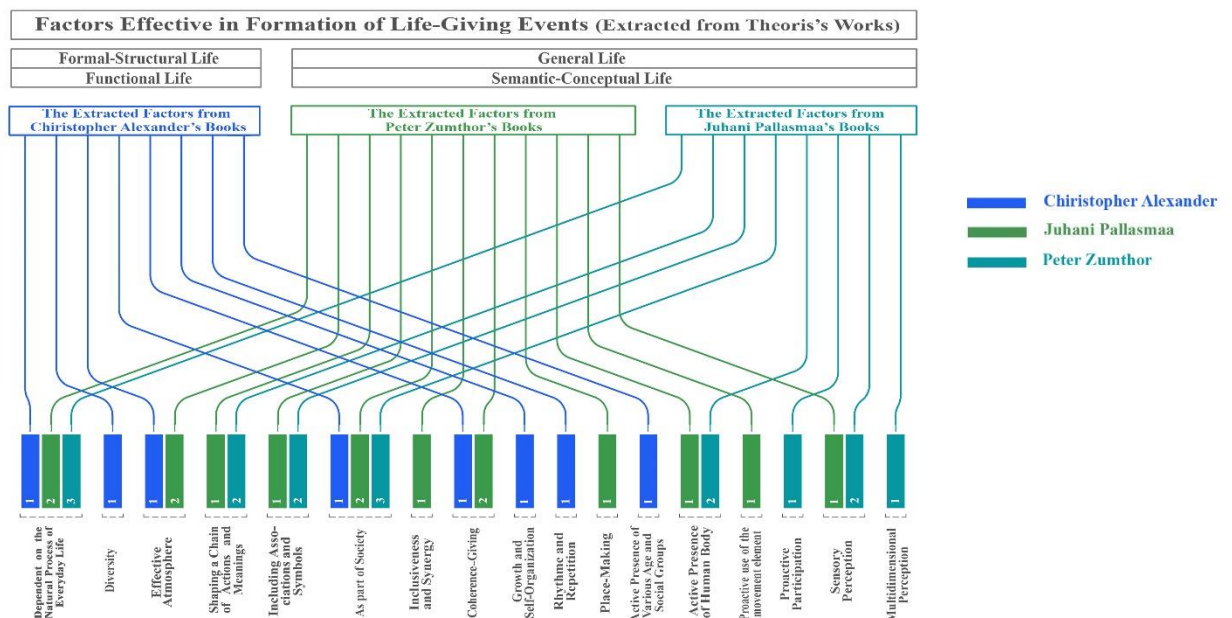 Factors Effective in Formation of Life-Giving Events (Extracted from Theoris's Works)
Formal-Structural Life
Functional Life
General Life
Semantic-Conceptual Life
The Extracted Factors from
Chiristopher Alexander's Books
The Extracted Factors from
Peter Zumthor's Books
The Extracted Factors from
Juhani Pallasmaa's Books
Chiristopher Alexander
Juhani Pallasmaa
Peter Zumthor
1
2
3
1
1
2
1
2
1
2
1
2
3
1
1
2
1
1
1
1
1
2
1
1
1
2
1
Dependent on the
Natural Process of
Everyday Life
Diversity
Effective
Atmosphere
Shaping a Chain
of Actions and
Meanings
Including Asso-
ciations and
Symbols
As part of Society
Inclusiveness
and Synergy
Coherence-Giving
Growth and
Self-Organization
Rhythme and
Repetition
Place-Making
Active Presence of
Various Age and
Social Groups
Active Presence
of Human Body
Proactive use of the
movement element
Proactive
Participation
Sensory
Perception
Multidimensional
Perception